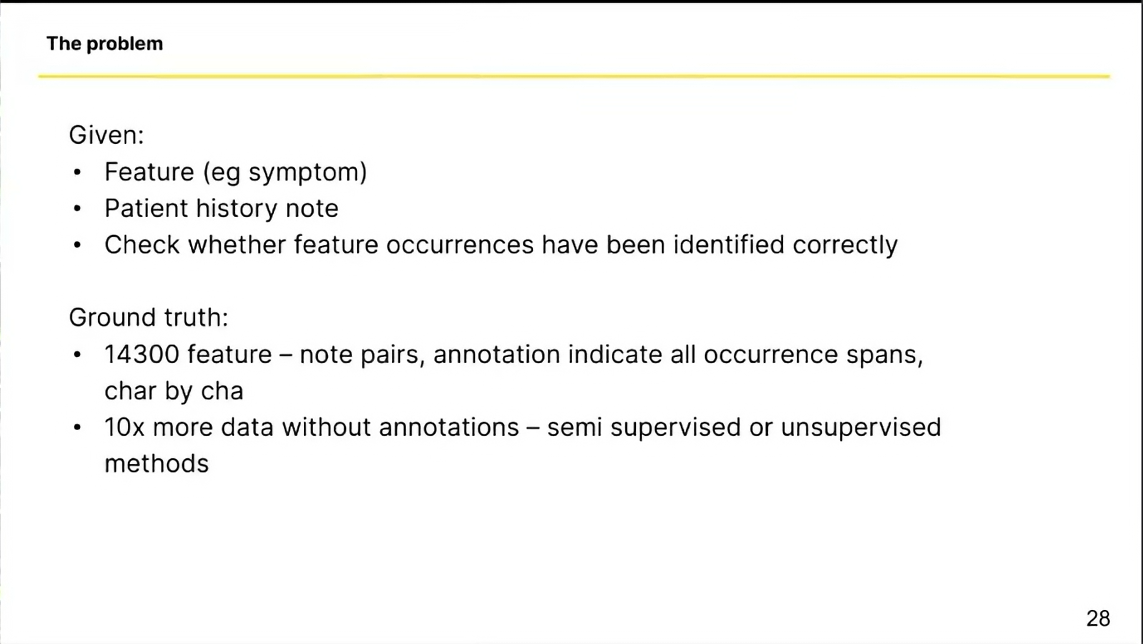 The problem
Given:
• Feature (eg symptom)
• Patient history note
• Check whether feature occurrences have been identified correctly
Ground truth:
• 14300 feature – note pairs, annotation indicate all occurrence spans,
char by cha
• 10x more data without annotations – semi supervised or unsupervised
methods
28